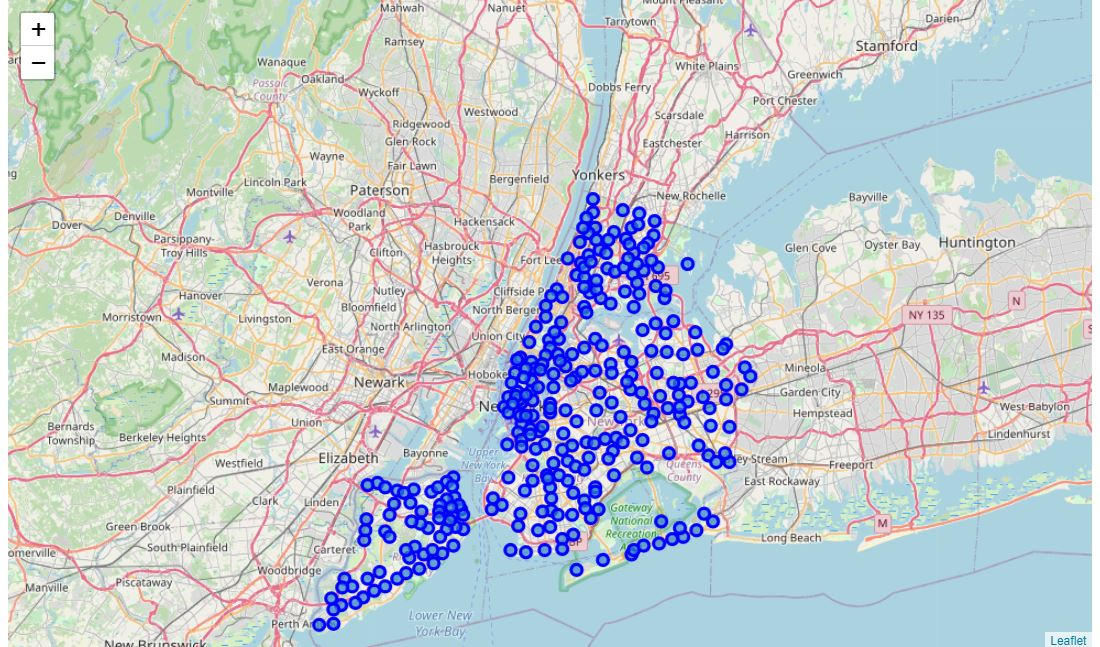 +
−
Mahwah
Nanuet
Tarrytown
Mount Pleasant
Darien
Ramsey
Stamford
Wanaque
Oakland
Passaic
County
Wyckoff
White Plains
Greenwich
Dobbs Ferry
Port Chester
Westwood
Scarsdale
Ridgewood
Glen Rock
Harrison
Eastchester
Wayne
Fair Lawn
Yonkers
Lincoln Park
Bergenfield
Montville
Paterson
New Rochelle
Bayville
Denville
Woodland
Park
Hackensack
Dover
Parsippany-
Troy Hills
Clifton
Hasbrouck
Heights
Fort Lee
Glen Cove
Oyster Bay
Huntington
Verona
Nutley
Cliffside
Hanover
Bloomfield
North Bergen
N
Morristown
Livingston
North Arlington
NY 135
Union City
Madison
East Orange
Mineola
Maplewood
Newark
Garden City
Summit
Hempstead
West Babylon
Bernards
Township
Berkeley Heights
Union
Lindenhurst
Elizabeth
Bayonne
Upper
New York
Bay
Queens
County
Freeport
Westfield
Plainfield
East Rockaway
Clark
Linden
Gateway
National
Recreation
Green Brook
M
Long Beach
South Plainfield
Carteret
Woodbridge
Piscataway
Manville
Lower New
York Bay
New Brunswick
Leaflet